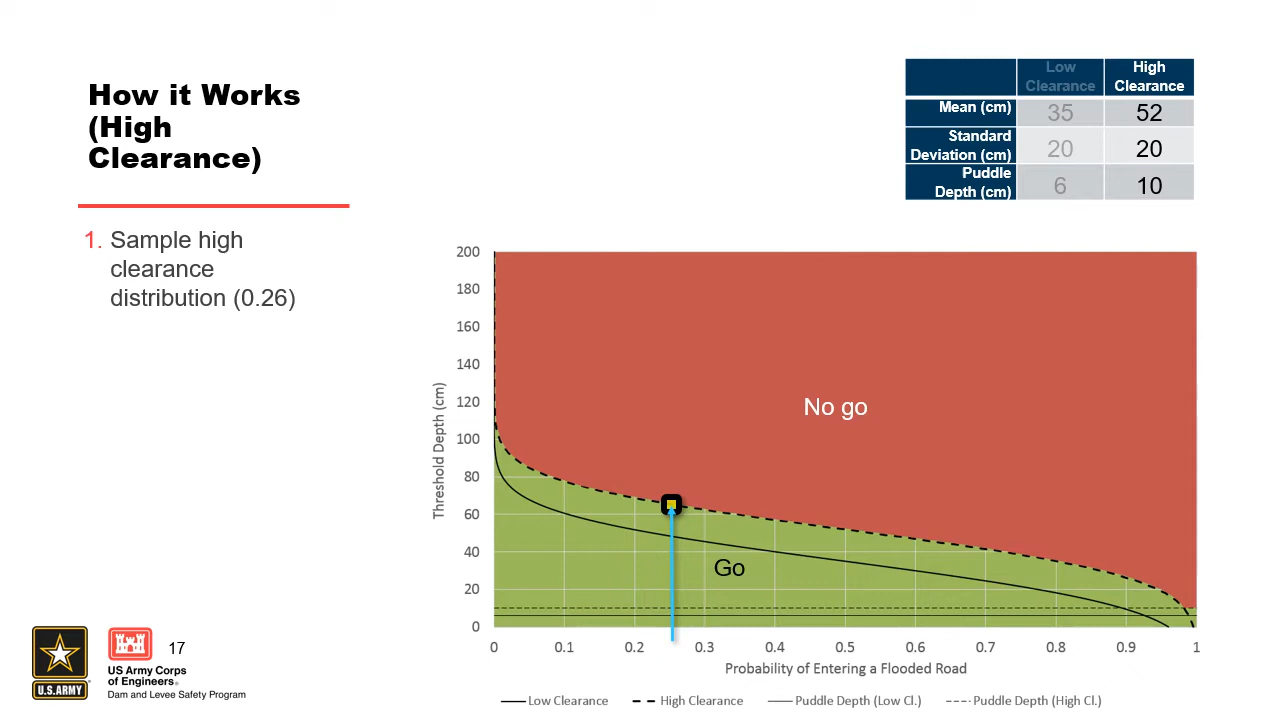 How it Works
(High
Clearance)
1. Sample high
clearance
distribution (0.26)
Low
Clearance
High
Clearance
Mean (cm) 35 52
Standard
Deviation (cm) 20 20
Puddle
Depth (cm) 6 10
Threshold Depth (cm)
200
180
160
140
120
100
80
60
40
20
0
No go
Go
0 0.1 0.2 0.3 0.4 0.5 0.6 0.7 0.8 0.9 1
Probability of Entering a Flooded Road
Low Clearance High Clearance Puddle Depth (Low Cl.) Puddle Depth (High Cl.)
U.S.ARMY
17
US Army Corps
of Engineers®
Dam and Levee Safety Program